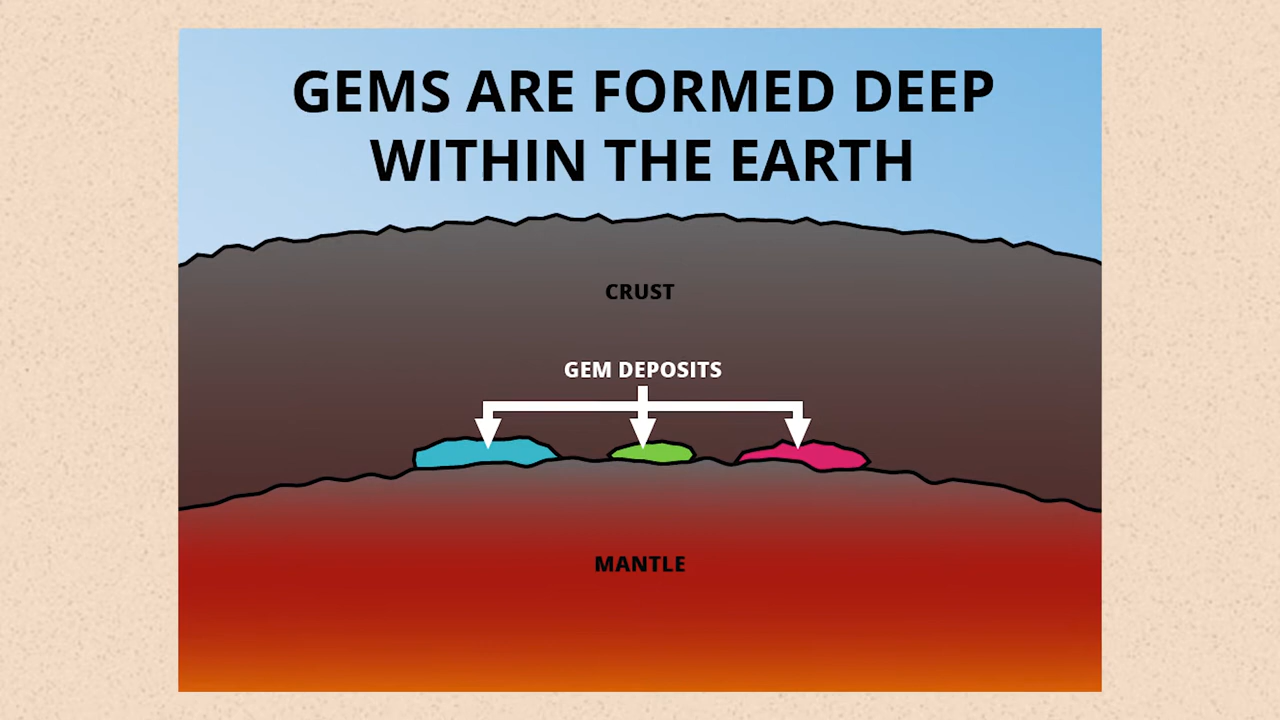 GEMS ARE FORMED DEEP
WITHIN THE EARTH
CRUST
GEM DEPOSITS
MANTLE